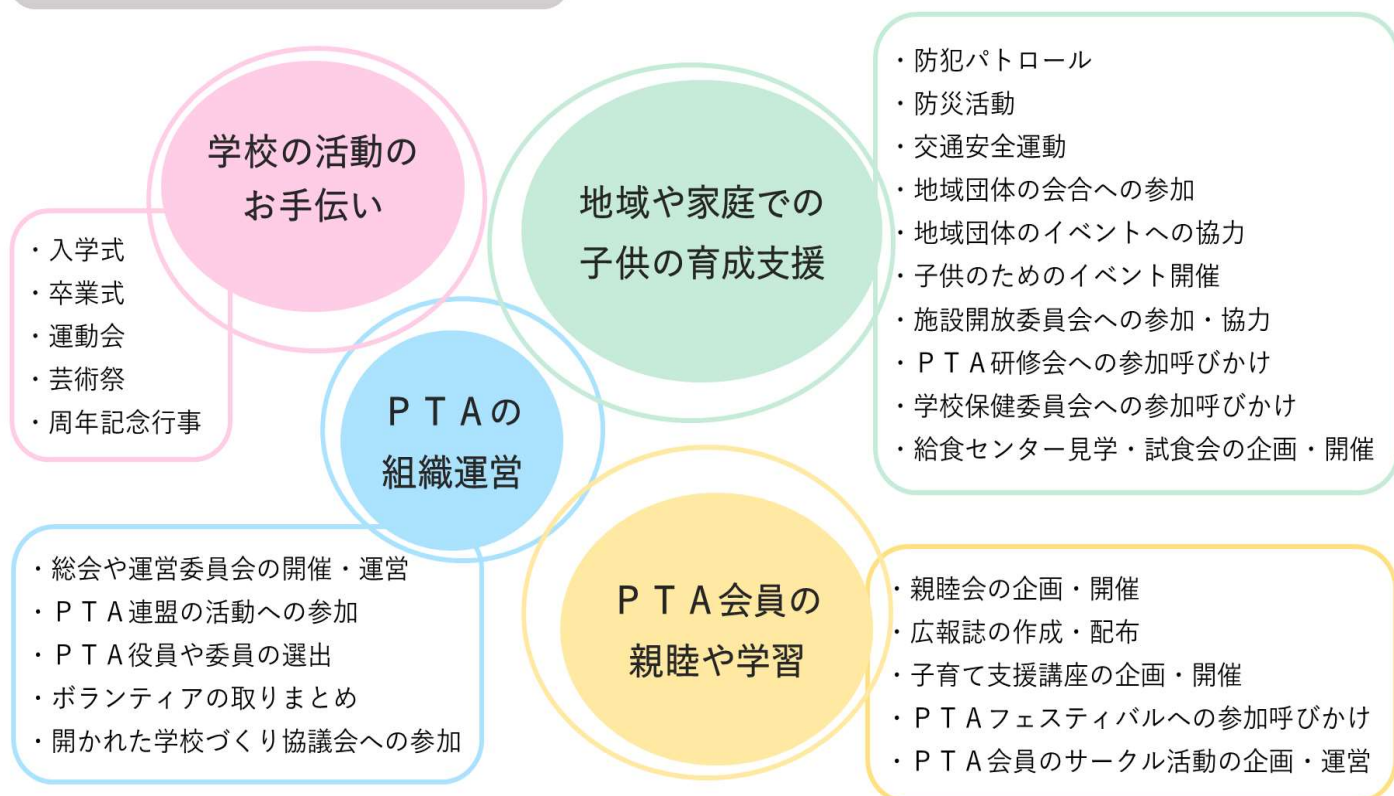 学校の活動の
お手伝い
・入学式
・卒業式
・運動会
・芸術祭
・周年記念行事
地域や家庭での
子供の育成支援
・防犯パトロール
・防災活動
・交通安全運動
・地域団体の会合への参加
・地域団体のイベントへの協力
・子供のためのイベント開催
・施設開放委員会への参加・協力
・ＰＴＡ研修会への参加呼びかけ
・学校保健委員会への参加呼びかけ
・給食センター見学・試食会の企画・開催
ＰＴＡの
組織運営
・総会や運営委員会の開催・運営
・ＰＴＡ連盟の活動への参加
・ＰＴＡ役員や委員の選出
・ボランティアの取りまとめ
・開かれた学校づくり協議会への参加
ＰＴＡ会員の
親睦や学習
・親睦会の企画・開催
・広報誌の作成・配布
・子育て支援講座の企画・開催
・ＰＴＡフェスティバルへの参加呼びかけ
・ＰＴＡ会員のサークル活動の企画・運営